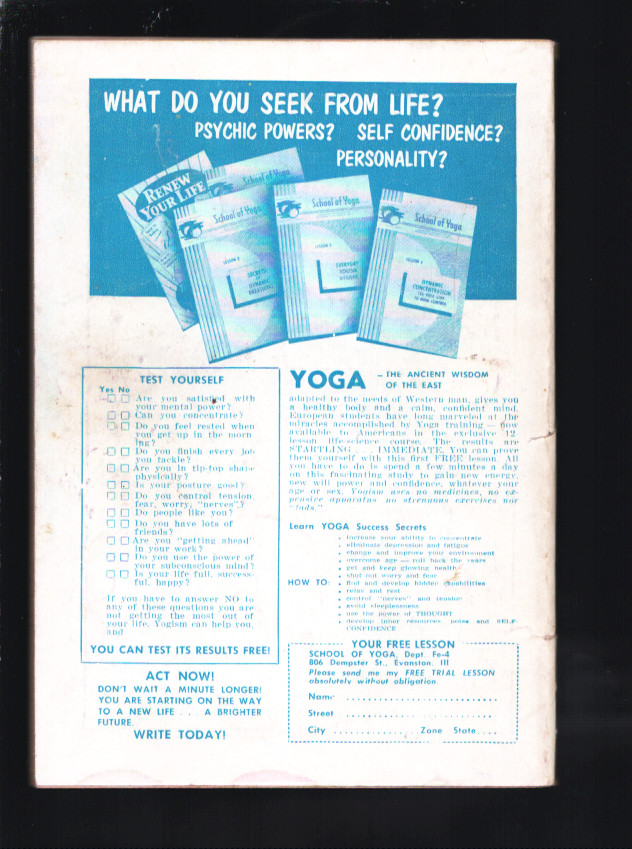 WHAT DO YOU SEEK FROM LIFE?
PSYCHIC POWERS? SELF CONFIDENCE?
PERSONALITY?
RENEW
YOUR LIFE
School of Yoga
School of Yoga
LESSON
SECRETS
OF
DYNAMIC
BREATHING
School of Yoga
LESSON
EVERYDAY
YOGISM
School of Yoga
LESSON
DYNAMIC
CONCENTRATION
TEST YOURSELF
Yes No
Are you satisfied with
your mental power?
Can you concentrate?
Do you feel rested when
you get up in the morn
ing?
Do you finish every job
you tackle?
Are you in tip-top shape
physically?
Is your posture good?
Do you control tension,
fear, worry, "nerves"?
Do people like you?
Do you have lots of
friends?
Are you "getting ahead"
in your work?
Do you use the power of
your subconscious mind?
Is your life full, success-
ful, happy?
If you have to answer NO to
any of these questions you are
not getting the most out of
your life. Yogism can help you,
and
YOU CAN TEST ITS RESULTS FREE!
ACT NOW!
DON'T WAIT A MINUTE LONGER!
YOU ARE STARTING ON THE WAY
TO A NEW LIFE . . A BRIGHTER
FUTURE.
WRITE TODAY!
YOGA – THE ANCIENT WISDOM
OF THE EAST
adapted to the needs of Western man, gives you
a healthy body and a calm, confident mind.
European students have long marveled at the
miracles accomplished by Yoga training — now
available to Americans in the exclusive 12-
lesson life-science course. The results are
STARTLING . . IMMEDIATE. You can prove
them yourself with this first FREE lesson. All
you have to do is spend a few minutes a day
on this fascinating study to gain new energy,
new will power and confidence, whatever your
age or sex. Yogism uses no medicines, no ex-
pensive apparatus no strenuous exercises nor
"fads."
Learn YOGA Success Secrets
HOW TO:
• increase your ability to concentrate
• eliminate depression and fatigue
• change and improve your environment
• overcome age — roll back the years
• get and keep glowing health
• shut out worry and fear
• find and develop hidden capabilities
• relax and rest
• control "nerves" and tension
• avoid sleeplessness
• use the power of THOUGHT
• develop inner resources, poise and SELF-
CONFIDENCE
YOUR FREE LESSON
SCHOOL OF YOGA, Dept. Fe-4
806 Dempster St., Evanston, Ill
Please send me my FREE TRIAL LESSON
absolutely without obligation.
Name
Street
City Zone State